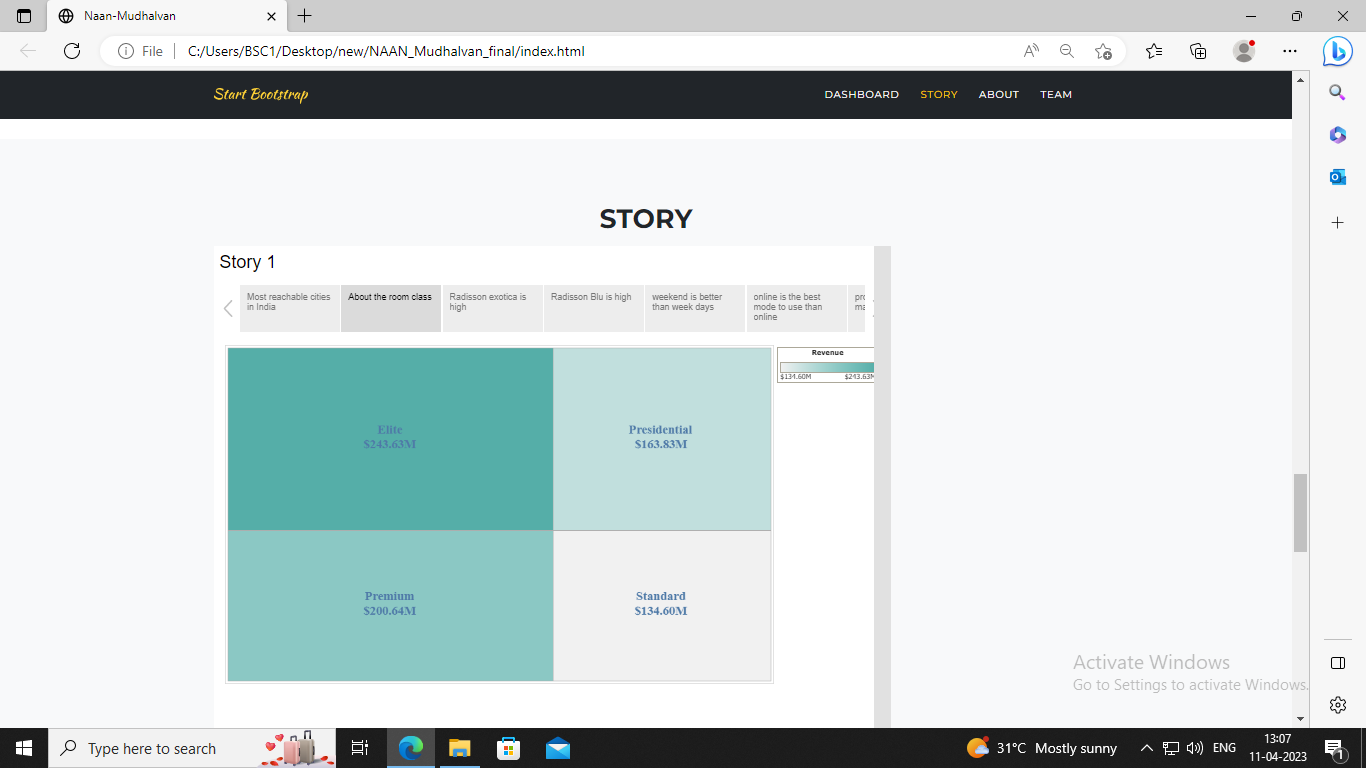 Naan-Mudhalvan
File
C:/Users/BSC1/Desktop/new/NAAN_Mudhalvan_final/index.html
Start Bootstrap
DASHBOARD
STORY
ABOUT
TEAM
STORY
Story 1
Most reachable cities
in India
About the room class
Radisson exotica is
high
Radisson Blu is high
weekend is better
than week days
online is the best
mode to use than
online
Revenue
$134.60M
$243.63M
Elite
$243.63M
Presidential
$163.83M
Premium
$200.64M
Standard
$134.60M
Activate Windows
Go to Settings to activate Windows.
Type here to search
31°C Mostly sunny
ENG
13:07
11-04-2023
1